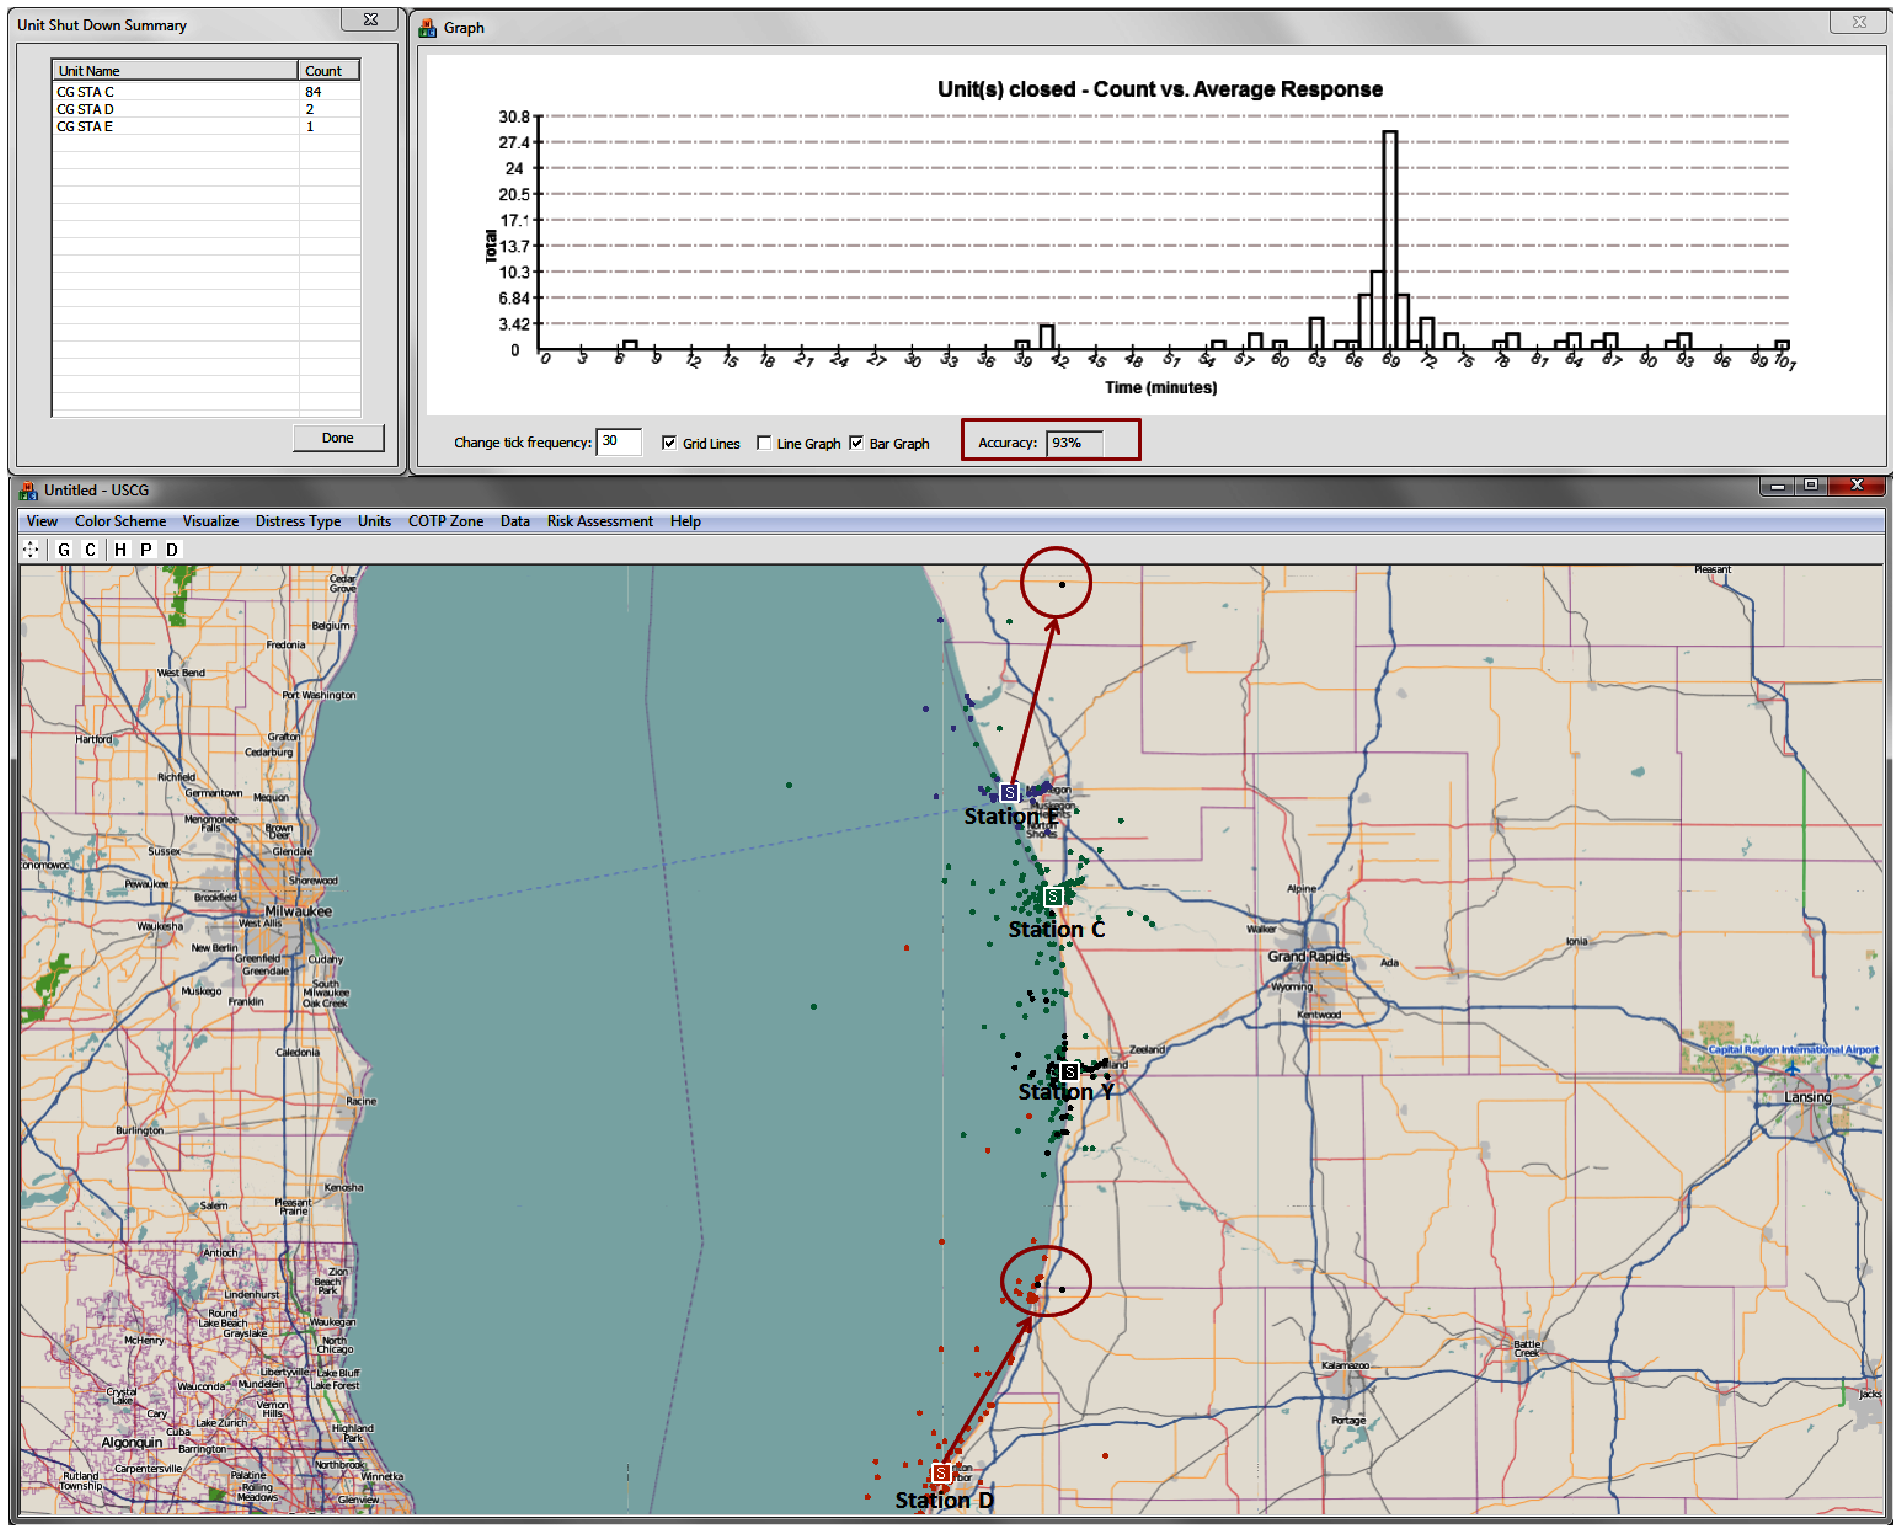 Unit Shut Down Summary
Unit Name Count
CG STA C 84
CG STA D 2
CG STA E 1
Done
Graph
Unit(s) closed - Count vs. Average Response
30.8
27.4
24
20.5
17.1
13.7
10.3
6.84
3.42
0
Total
0 3 6 9 12 15 18 21 24 27 30 33 36 39 42 45 48 51 54 57 60 63 66 69 72 75 78 81 84 87 90 93 96 99 101
Time (minutes)
Change tick frequency: 30 Grid Lines Line Graph Bar Graph Accuracy: 93%
Untitled - USCG
View Color Scheme Visualize Distress Type Units COTP Zone Data Risk Assessment Help
G C H P D
Cedar
Grove
Pleasant
Belgium
Fredonia
West Bend
Port Washington
Hartford
Grafton
Cedarburg
Richfield
Germantown
Mequon
Station E
Norton
Menomonee
Falls
Brown
Deer
Sussex
Glendale
Pewaukee
Shorewood
Brookfield
Alpine
Milwaukee
Waukesha
West Allis
Station C
Walker
New Berlin
Ionia
Greenfield
Cudahy
Grand Rapids
Ada
Greendale
Muskego
South
Milwaukee
Wyoming
Franklin
Oak Creek
Kentwood
Caledonia
Zeeland
Capital Region International Airport
Station Y
Racine
Lansing
Burlington
Kenosha
Salem
Pleasant
Prairie
Antioch
Zion
Beach
Park
Lindenhurst
Round
Lake Beach
Waukegan
Grayslake
McHenry
North
Chicago
Battle
Creek
Libertyville
Lake Bluff
Kalamazoo
Wauconda
Mundelein
Lake Forest
Crystal
Lake
Jacks
Cary
Vernon
Hills
Lake Zurich
Portage
Cuba
Highland
Park
Algonquin
Barrington
Carpentersville
Northbrook
Rutland
Township
Palatine
Winnetka
Rolling
Meadows
Glenview
Station D